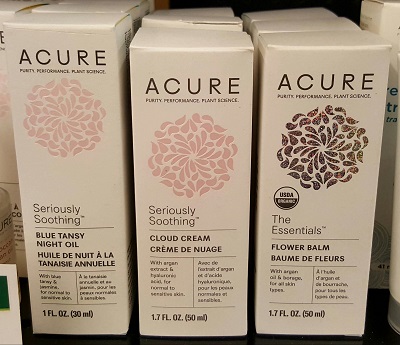 ACURE
PURITY. PERFORMANCE. PLANT SCIENCE.
Seriously
Soothing™
BLUE TANSY
NIGHT OIL
HUILE DE NUIT À LA
TANAISIE ANNUELLE
With blue
tansy &
jasmine,
for normal to
sensitive skin.
À la tanaisie
annuelle et au
jasmin, pour les
peaux normales
à sensibles.
1 FL. OZ. (30 ml)
ACURE
PURITY. PERFORMANCE. PLANT SCIENCE.
Seriously
Soothing™
CLOUD CREAM
CRÈME DE NUAGE
With argan
extract &
hyaluronic
acid, for
normal to
sensitive skin.
Avec de
l'extrait d'argan
et d'acide
hyaluronique,
pour les peaux
normales et
sensibles.
1.7 FL. OZ. (50 ml)
ACURE
PURITY. PERFORMANCE. PLANT SCIENCE.
USDA
ORGANIC
The
Essentials™
FLOWER BALM
BAUME DE FLEURS
With argan
oil & borage,
for all skin
types.
À l'huile
d'argan et
de bourrache,
pour tous les
types de peau.
1.7 FL. OZ. (50 ml)